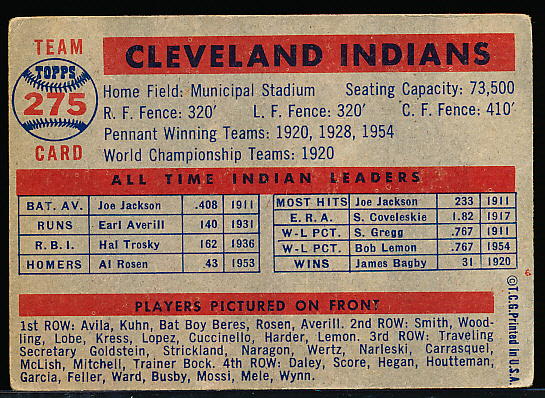 TEAM
TOPPS
275
CARD
CLEVELAND INDIANS
Home Field: Municipal Stadium Seating Capacity: 73,500
R. F. Fence: 320' L. F. Fence: 320' C. F. Fence: 410'
Pennant Winning Teams: 1920, 1928, 1954
World Championship Teams: 1920
ALL TIME INDIAN LEADERS
BAT. AV. Joe Jackson .408 1911
RUNS Earl Averill 140 1931
R.B.I. Hal Trosky 162 1936
HOMERS Al Rosen .43 1953
MOST HITS Joe Jackson 233 1911
E.R.A. S. Coveleskie 1.82 1917
W-L PCT. S. Gregg .767 1911
W-L PCT. Bob Lemon .767 1954
WINS James Bagby 31 1920
PLAYERS PICTURED ON FRONT
1st ROW: Avila, Kuhn, Bat Boy Beres, Rosen, Averill. 2nd ROW: Smith, Wood-
ling, Lobe, Kress, Lopez, Cuccinello, Harder, Lemon. 3rd ROW: Traveling
Secretary Goldstein, Strickland, Naragon, Wertz, Narleski, Carrasquel,
McLish, Mitchell, Trainer Bock. 4th ROW: Daley, Score, Hegan, Houtteman,
Garcia, Feller, Ward, Busby, Mossi, Mele, Wynn.
6
©T.C.G. Printed in U.S.A.